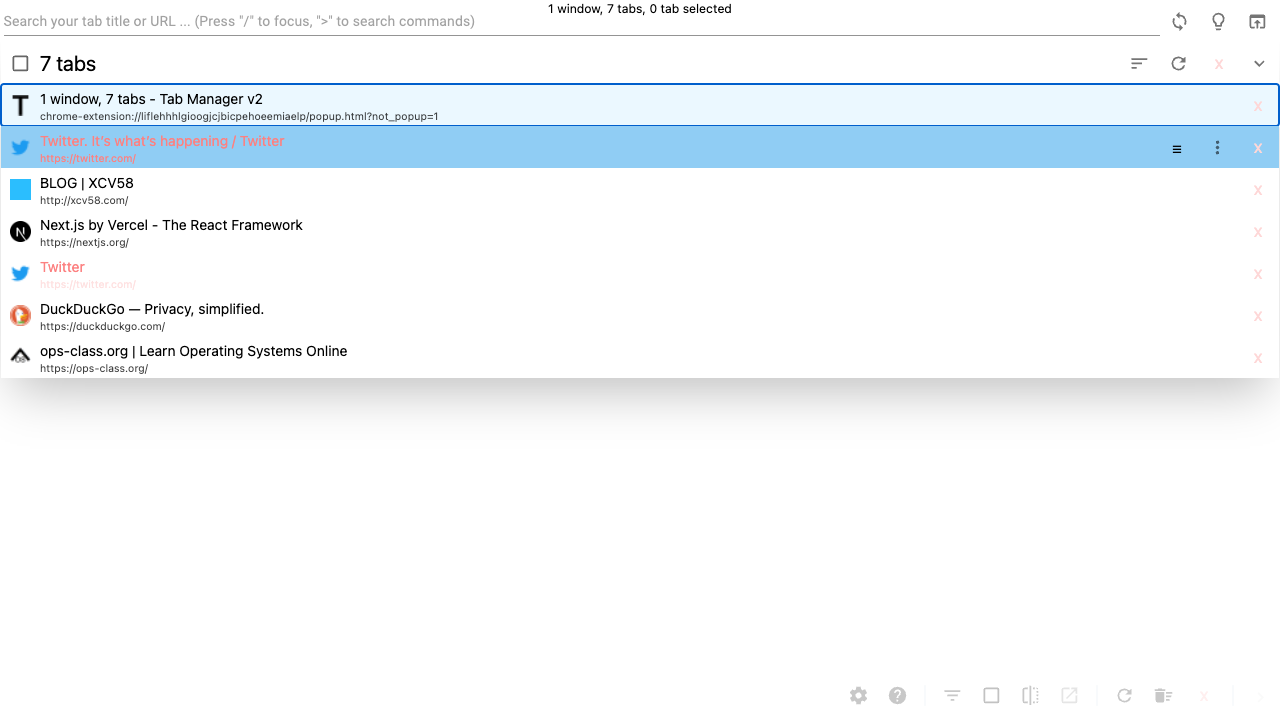 1 window, 7 tabs, 0 tab selected
Search your tab title or URL ... (Press "/" to focus, ">" to search commands)
7 tabs
x
1 window, 7 tabs - Tab Manager v2
x
chrome-extension://liflehhhlgioogjcjbicpehoeemiaelp/popup.html?not_popup=1
Twitter. It's what's happening / Twitter
x
https://twitter.com/
BLOG | XCV58
x
http://xcv58.com/
Next.js by Vercel - The React Framework
x
https://nextjs.org/
Twitter
x
https://twitter.com/
DuckDuckGo — Privacy, simplified.
x
https://duckduckgo.com/
ops-class.org | Learn Operating Systems Online
x
https://ops-class.org/
x